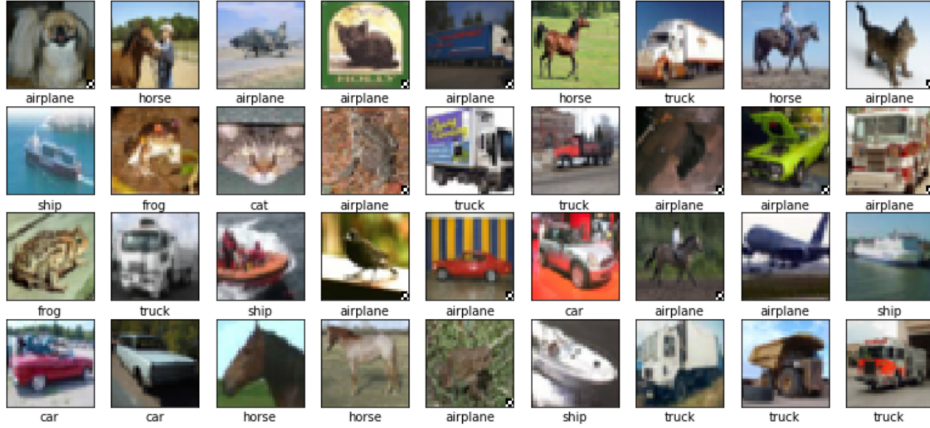 airplane horse airplane airplane airplane horse truck horse airplane
HOLLY
ship frog cat airplane truck truck airplane airplane airplane
frog truck ship airplane airplane car airplane airplane ship
car car horse horse airplane ship truck truck truck